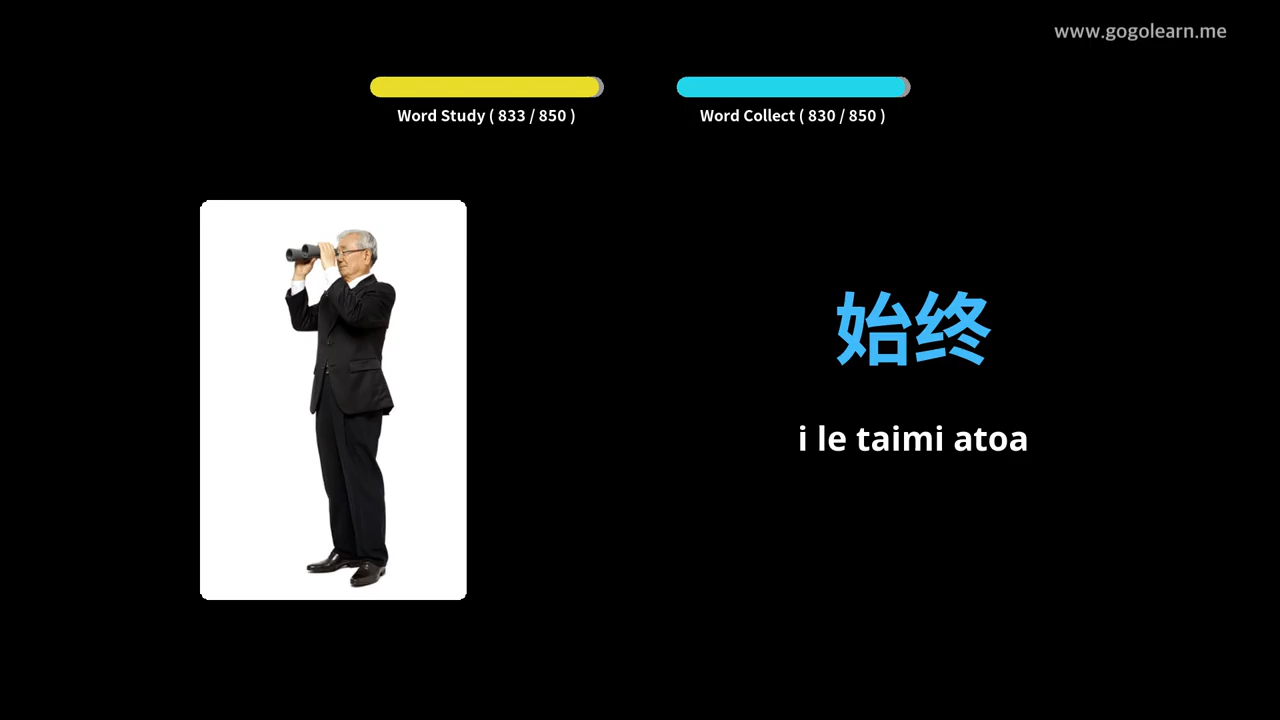 www.gogolearn.me
Word Study ( 833 / 850 )
Word Collect ( 830 / 850 )
始终
i le taimi atoa